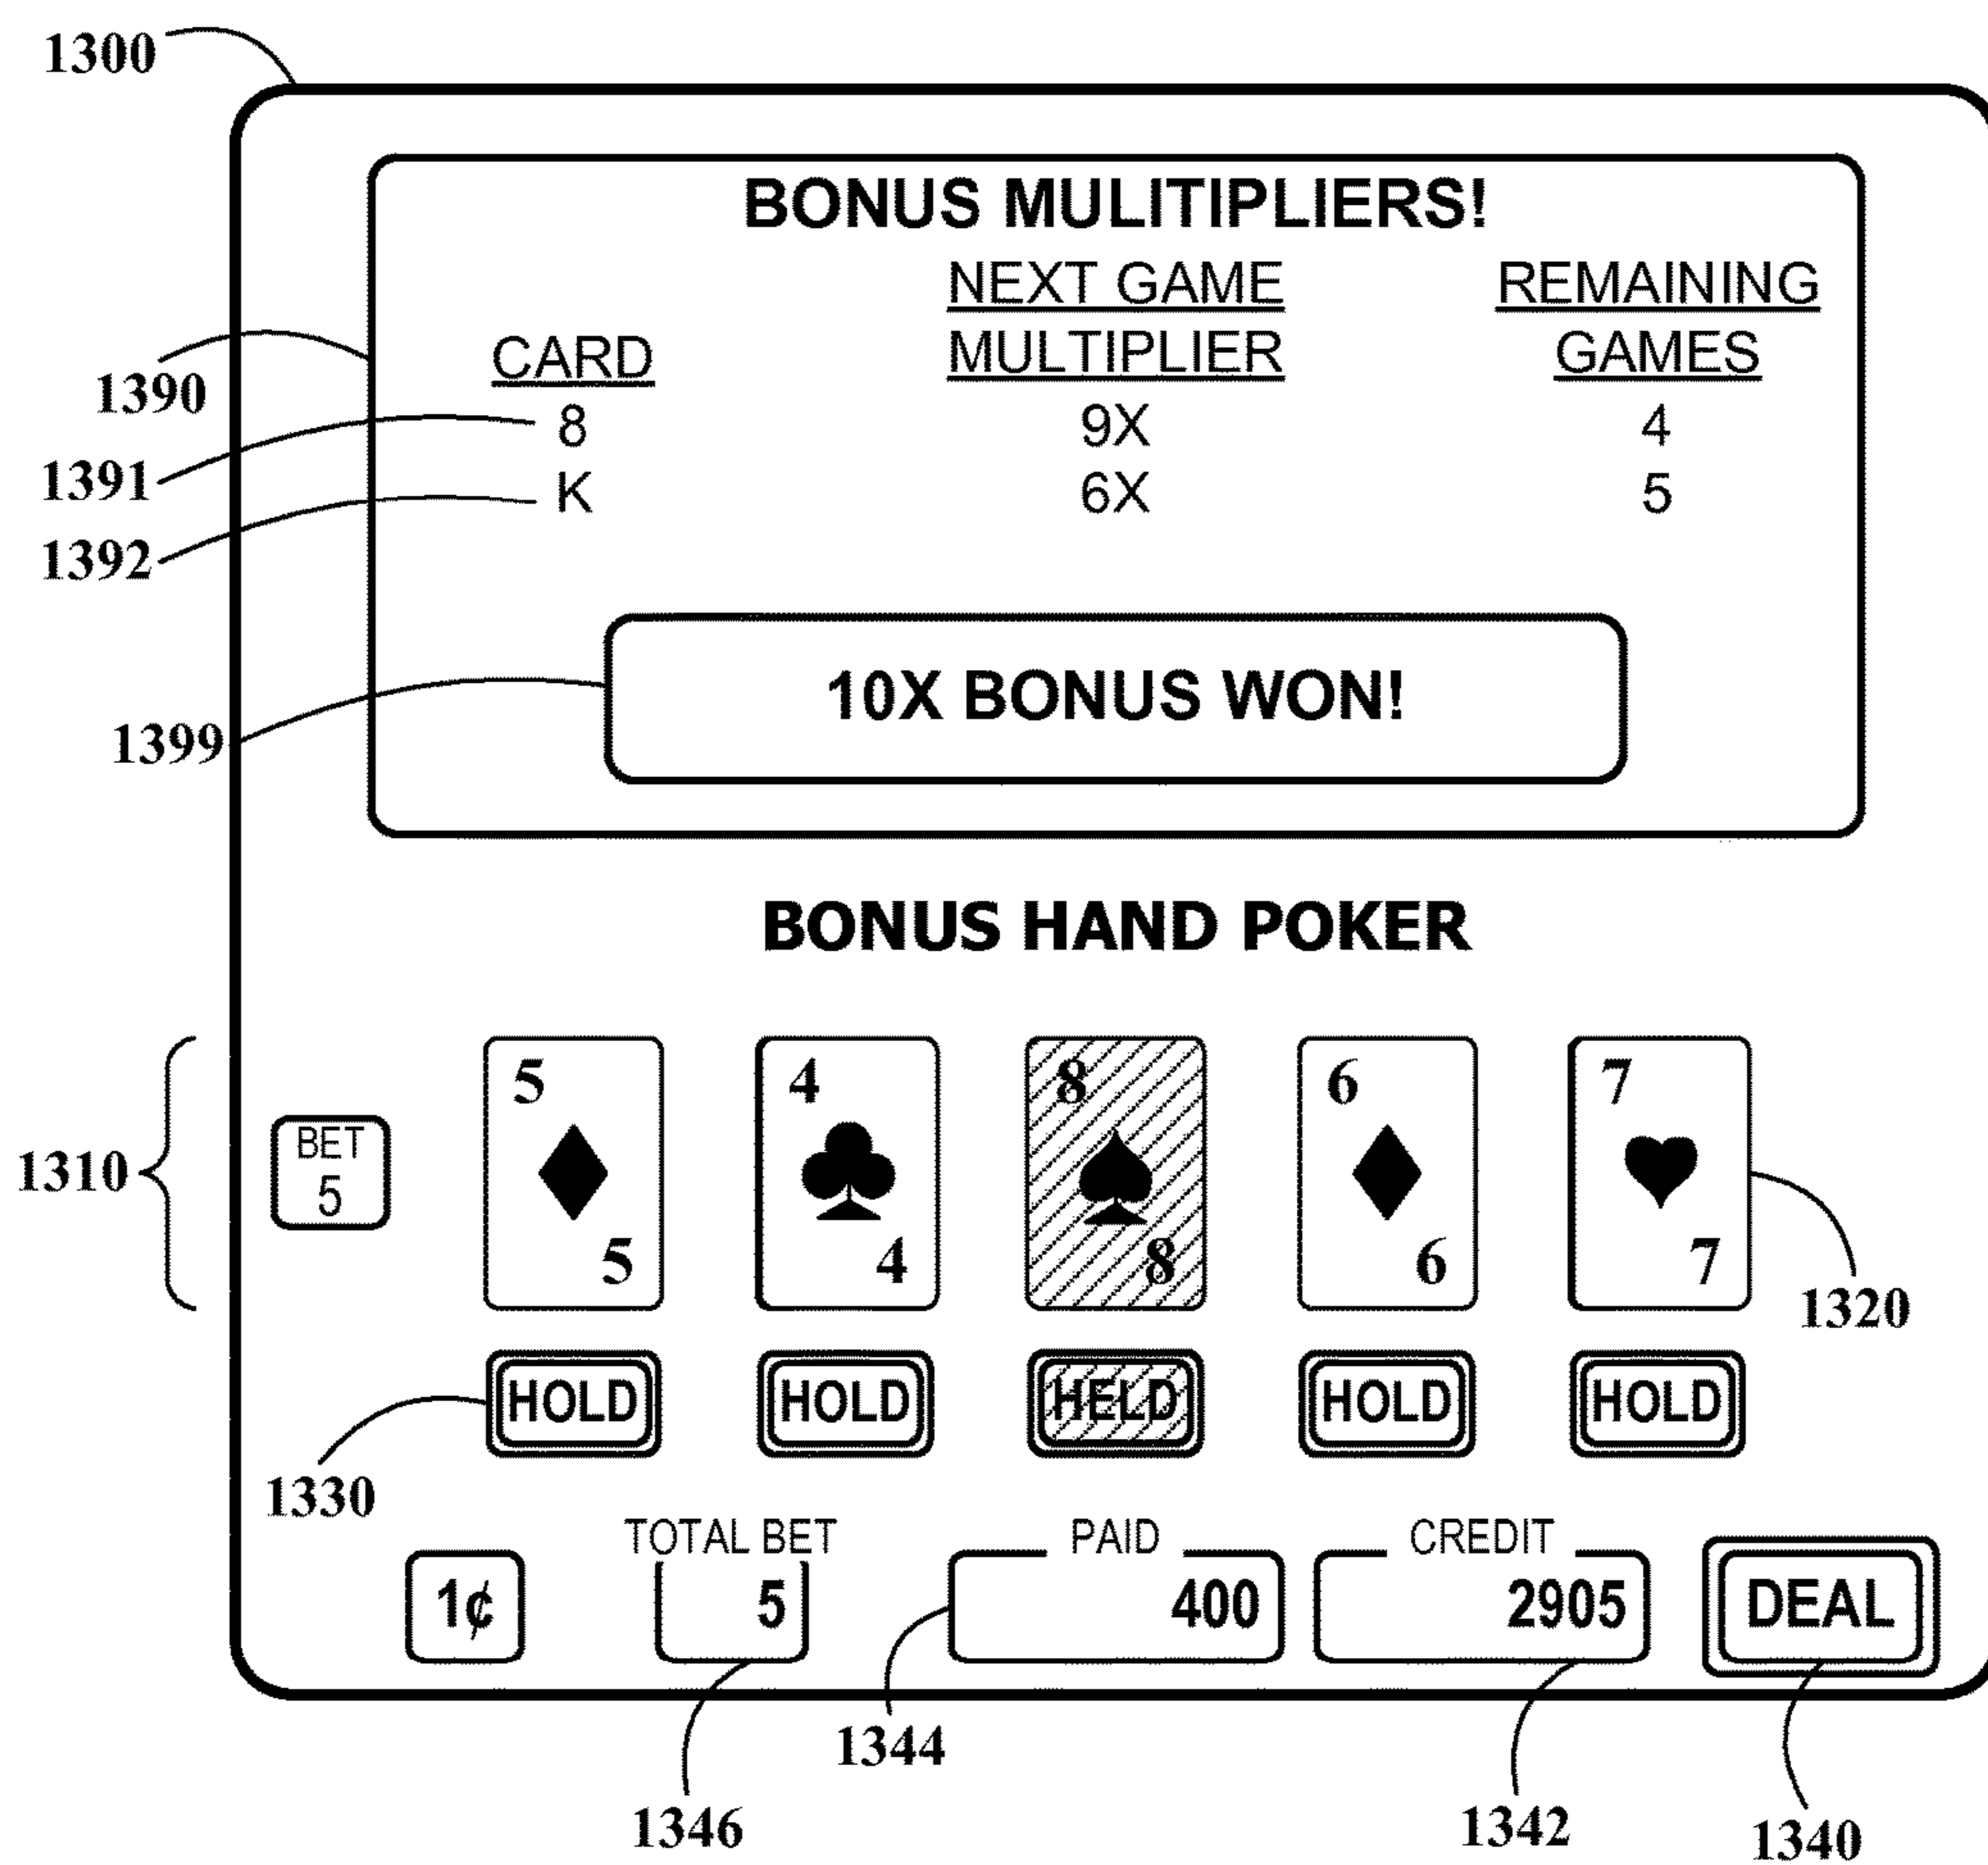 1300
BONUS MULITIPLIERS!
NEXT GAME
REMAINING
CARD
MULTIPLIER
GAMES
1390
8 9X 4
1391
K 6X 5
1392
10X BONUS WON!
1399
BONUS HAND POKER
1310
BET
5
5
5
4
4
8
8
6
6
7
7
1320
HOLD HOLD HELD HOLD HOLD
1330
TOTAL BET PAID CREDIT
1¢ 5 400 2905 DEAL
1344
1346
1342
1340